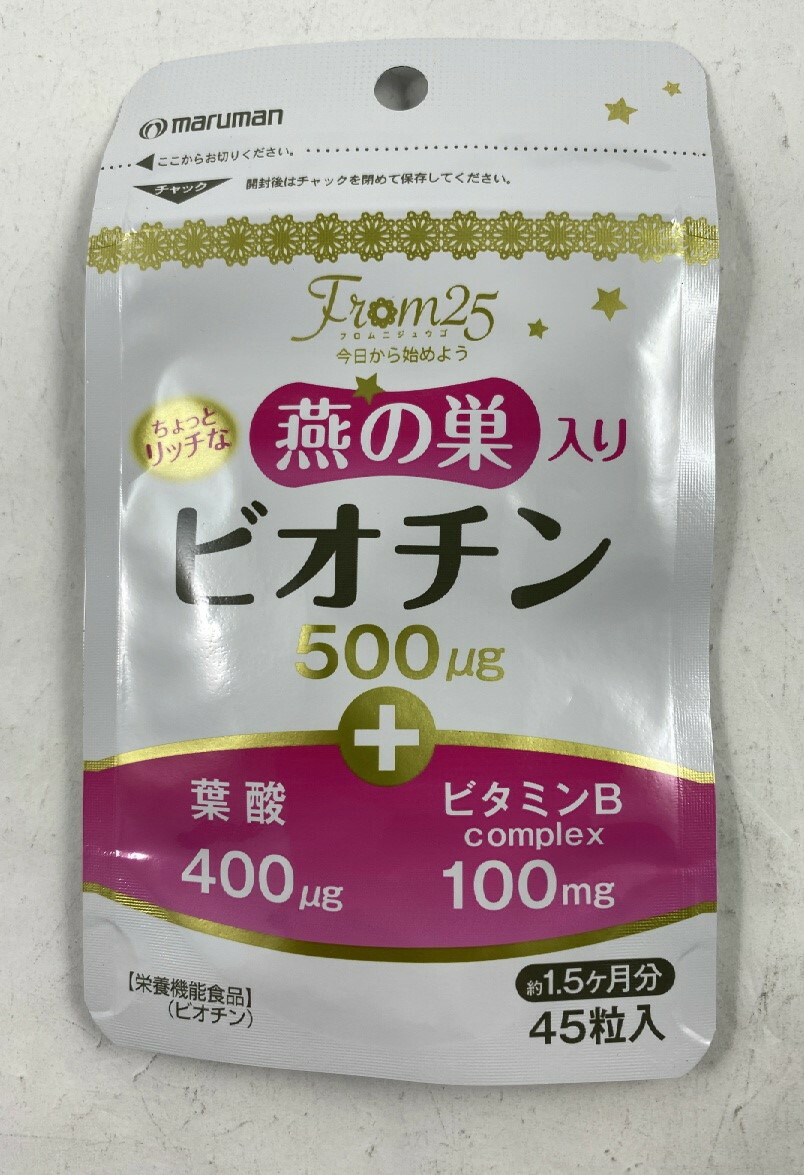 maruman
ここからお切りください。
チャック
開封後はチャックを閉めて保存してください。
From25
フロムニジュウゴ
今日から始めよう
ちょっと
リッチな
燕の巣入り
ビオチン
500μg
+
葉酸
400μg
ビタミンB
complex
100mg
【栄養機能食品】
(ビオチン)
約1.5ヶ月分
45粒入